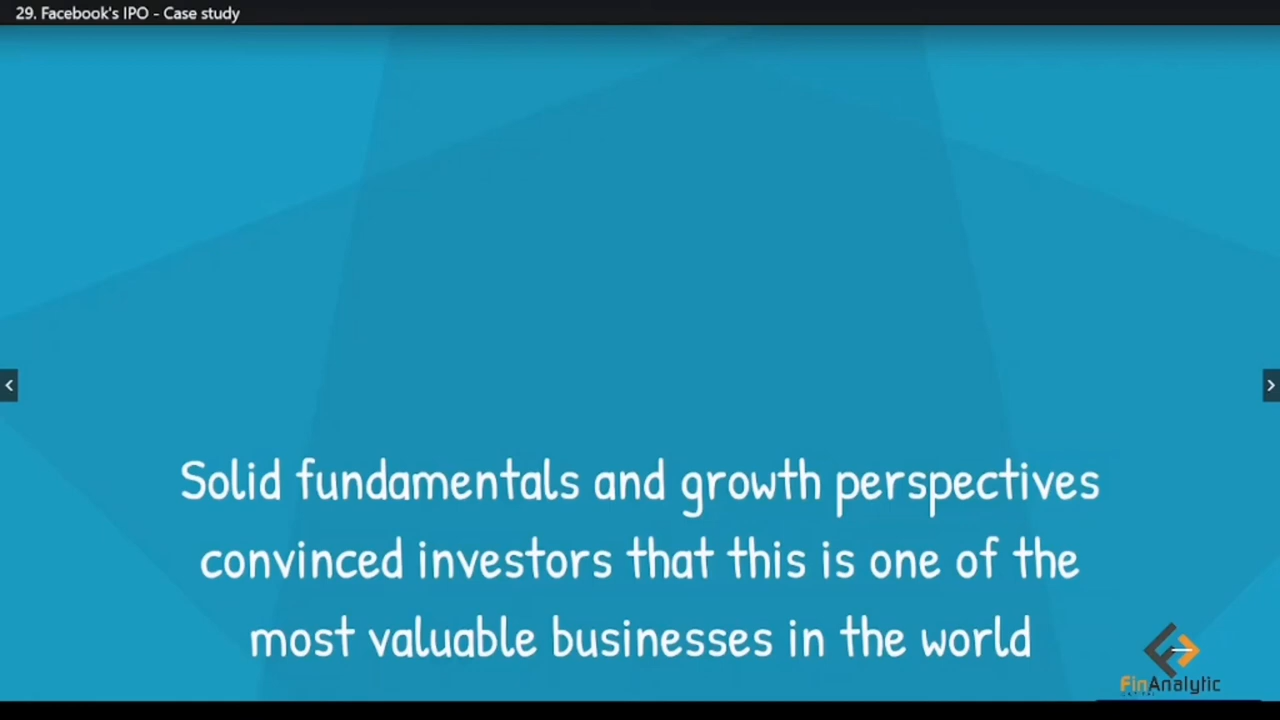 29. Facebook's IPO - Case study
Solid fundamentals and growth perspectives
convinced investors that this is one of the
most valuable businesses in the world
FinAnalytic